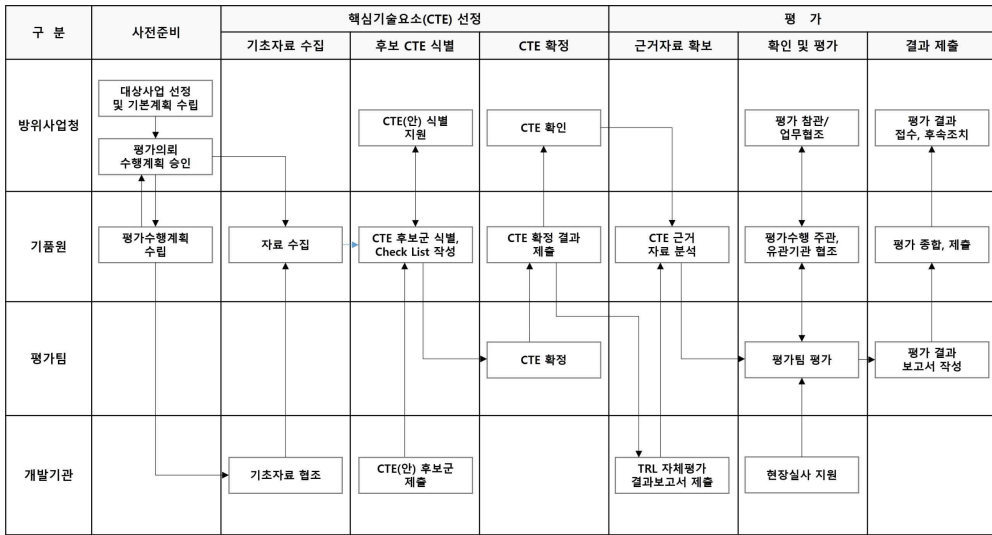 구 분
사전준비
핵심기술요소(CTE) 선정
평 가
기초자료 수집
후보 CTE 식별
CTE 확정
근거자료 확보
확인 및 평가
결과 제출
방위사업청
대상사업 선정
및 기본계획 수립
평가의뢰
수행계획 승인
CTE(안) 식별
지원
CTE 확인
평가 참관/
업무협조
평가 결과
접수, 후속조치
기품원
평가수행계획
수립
자료 수집
CTE 후보군 식별,
Check List 작성
CTE 확정 결과
제출
CTE 근거
자료 분석
평가수행 주관,
유관기관 협조
평가 종합, 제출
평가팀
CTE 확정
평가팀 평가
평가 결과
보고서 작성
개발기관
기초자료 협조
CTE(안) 후보군
제출
TRL 자체평가
결과보고서 제출
현장실사 지원